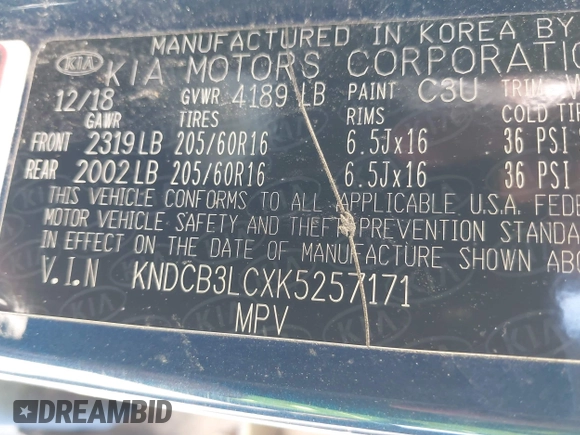 MANUFACTURED IN KOREA BY
KIA KIA MOTORS CORPORATIO
12/18 GVWR 4189 LB PAINT C3U TRIM
GAWR TIRES RIMS COLD TI
FRONT 2319 LB 205/60R16 6.5Jx16 36 PSI
REAR 2002 LB 205/60R16 6.5Jx16 36 PSI
THIS VEHICLE CONFORMS TO ALL APPLICABLE U.S.A. FEDE
MOTOR VEHICLE SAFETY AND THEFT PREVENTION STANDA
IN EFFECT ON THE DATE OF MANUFACTURE SHOWN ABO
V.I.N KNDCB3LCXK5257171
MPV
DREAMBID